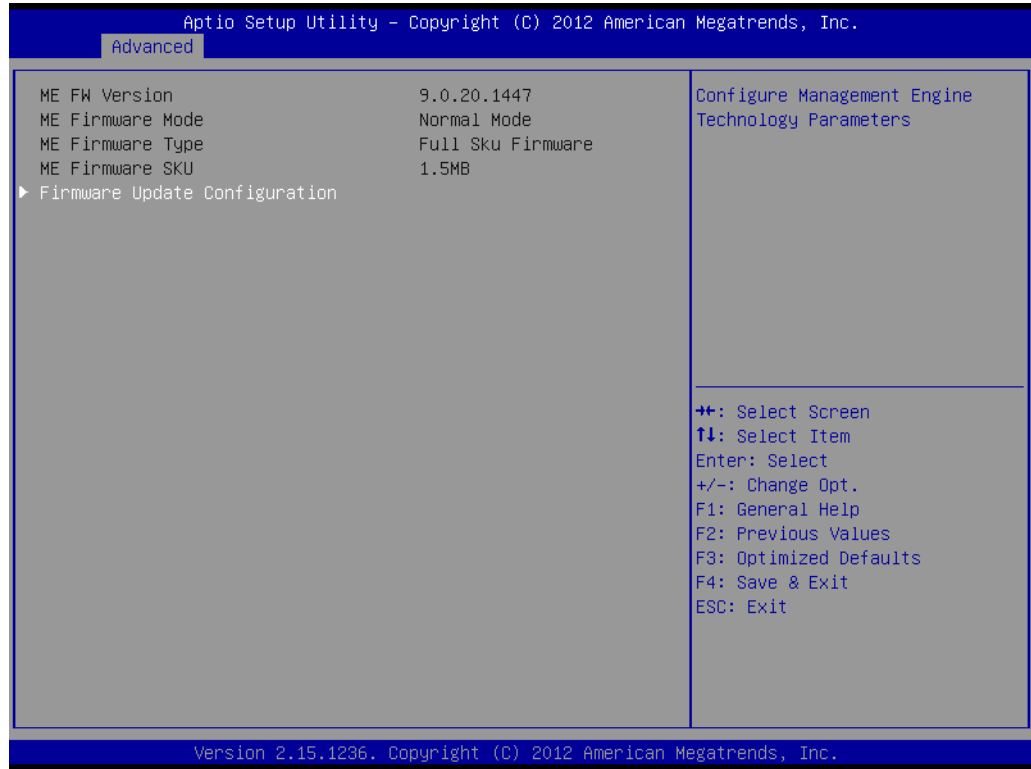 Aptio Setup Utility – Copyright (C) 2012 American Megatrends, Inc.
Advanced
ME FW Version 9.0.20.1447
ME Firmware Mode Normal Mode
ME Firmware Type Full Sku Firmware
ME Firmware SKU 1.5MB
▶ Firmware Update Configuration
Configure Management Engine
Technology Parameters
→←: Select Screen
↑↓: Select Item
Enter: Select
+/-: Change Opt.
F1: General Help
F2: Previous Values
F3: Optimized Defaults
F4: Save & Exit
ESC: Exit
Version 2.15.1236. Copyright (C) 2012 American Megatrends, Inc.